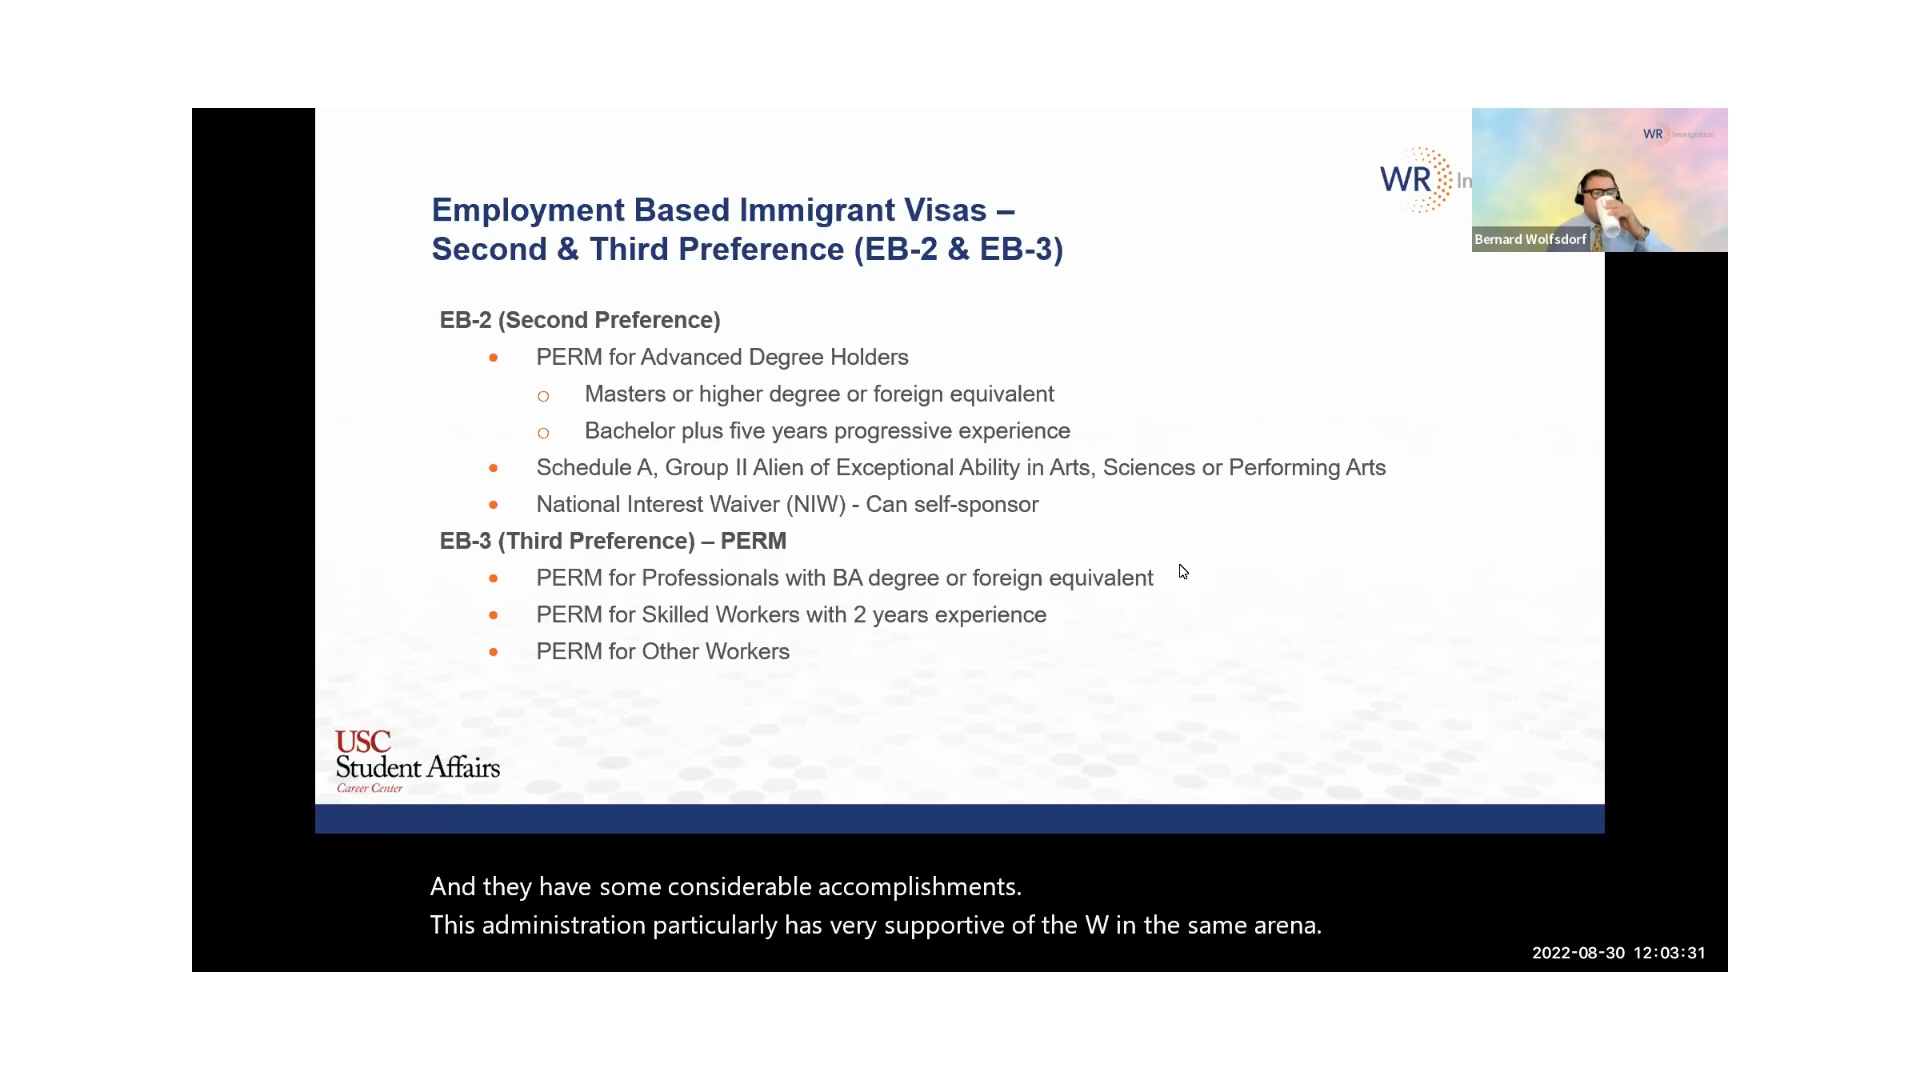 WR Immigration
WR In
Bernard Wolfsdorf
Employment Based Immigrant Visas –
Second & Third Preference (EB-2 & EB-3)
EB-2 (Second Preference)
• PERM for Advanced Degree Holders
o Masters or higher degree or foreign equivalent
o Bachelor plus five years progressive experience
• Schedule A, Group II Alien of Exceptional Ability in Arts, Sciences or Performing Arts
• National Interest Waiver (NIW) - Can self-sponsor
EB-3 (Third Preference) – PERM
• PERM for Professionals with BA degree or foreign equivalent
• PERM for Skilled Workers with 2 years experience
• PERM for Other Workers
USC
Student Affairs
Career Center
And they have some considerable accomplishments.
This administration particularly has very supportive of the W in the same arena.
2022-08-30 12:03:31